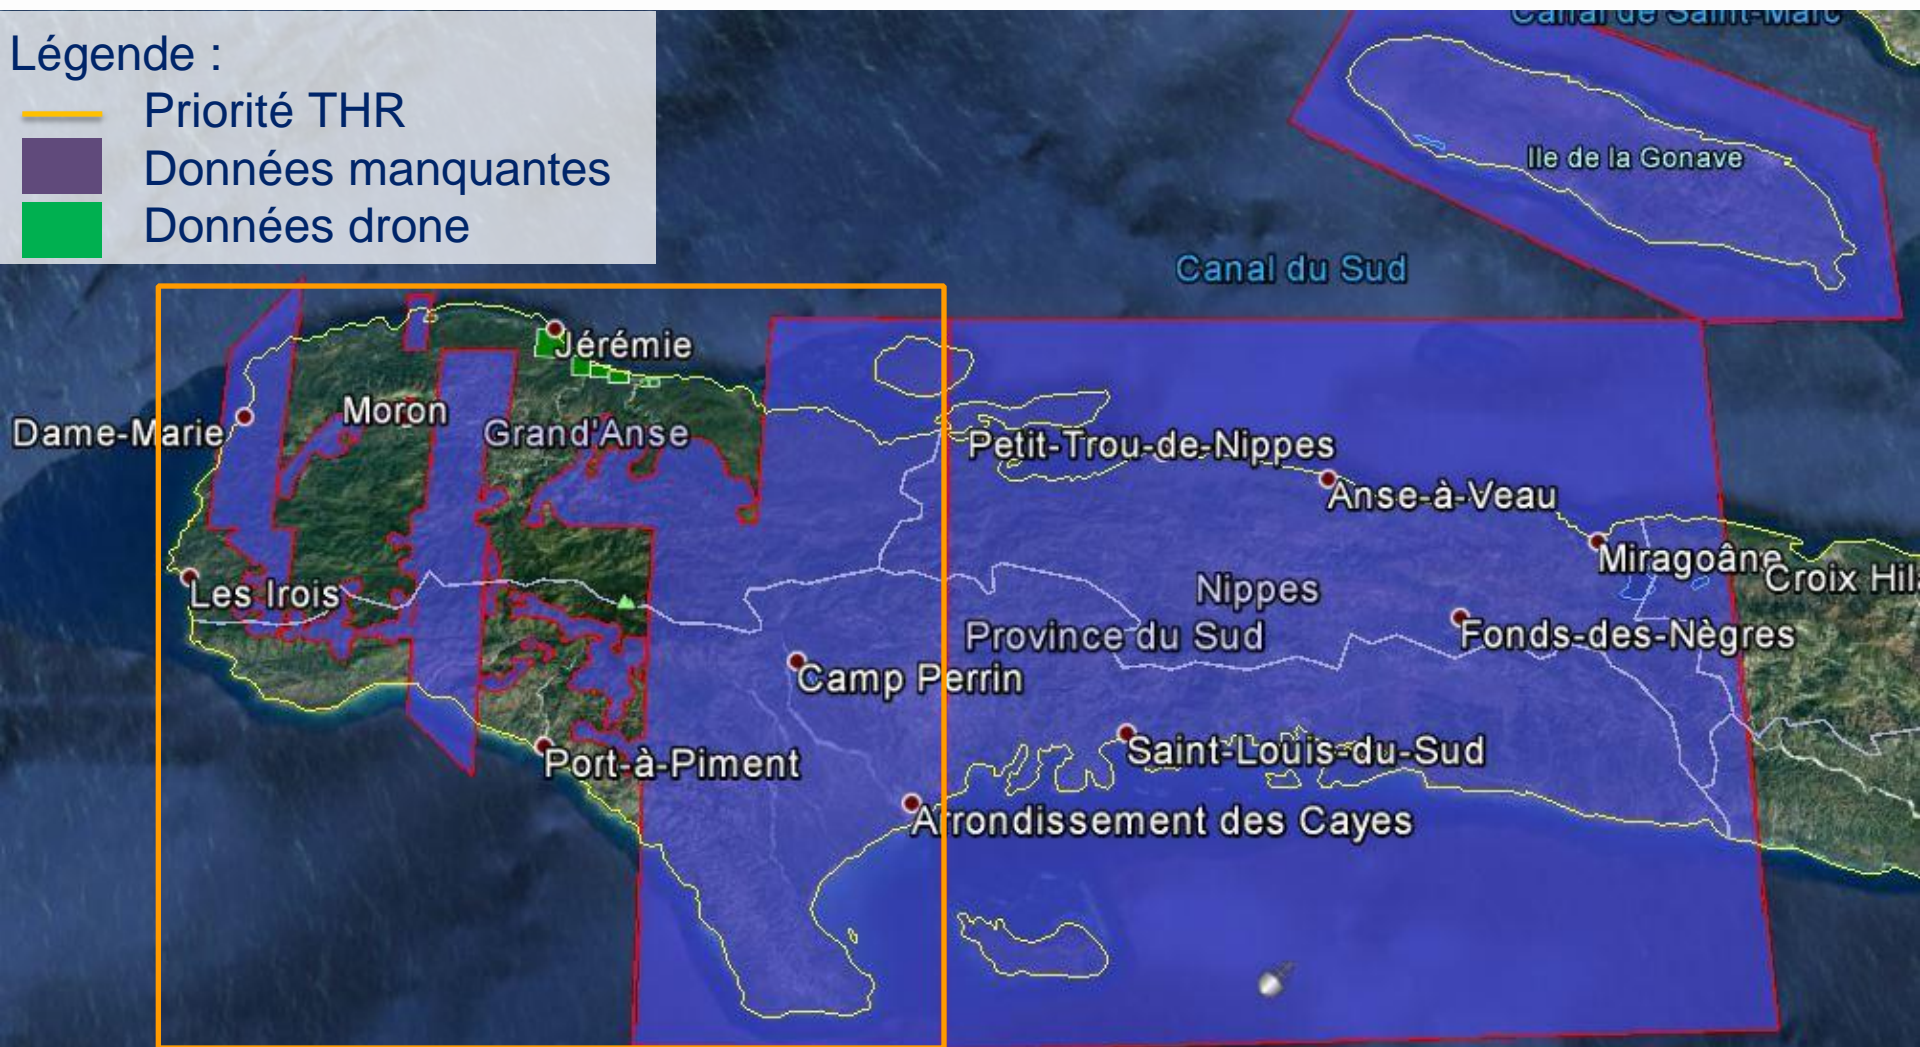 Légende :
Priorité THR
Données manquantes
Données drone
Canal de Saint-Marc
Ile de la Gonave
Canal du Sud
Jérémie
Dame-Marie
Moron
Grand'Anse
Petit-Trou-de-Nippes
Anse-à-Veau
Miragoâne
Croix Hil
Les Irois
Nippes
Province du Sud
Fonds-des-Nègres
Camp Perrin
Port-à-Piment
Saint-Louis-du-Sud
Arrondissement des Cayes